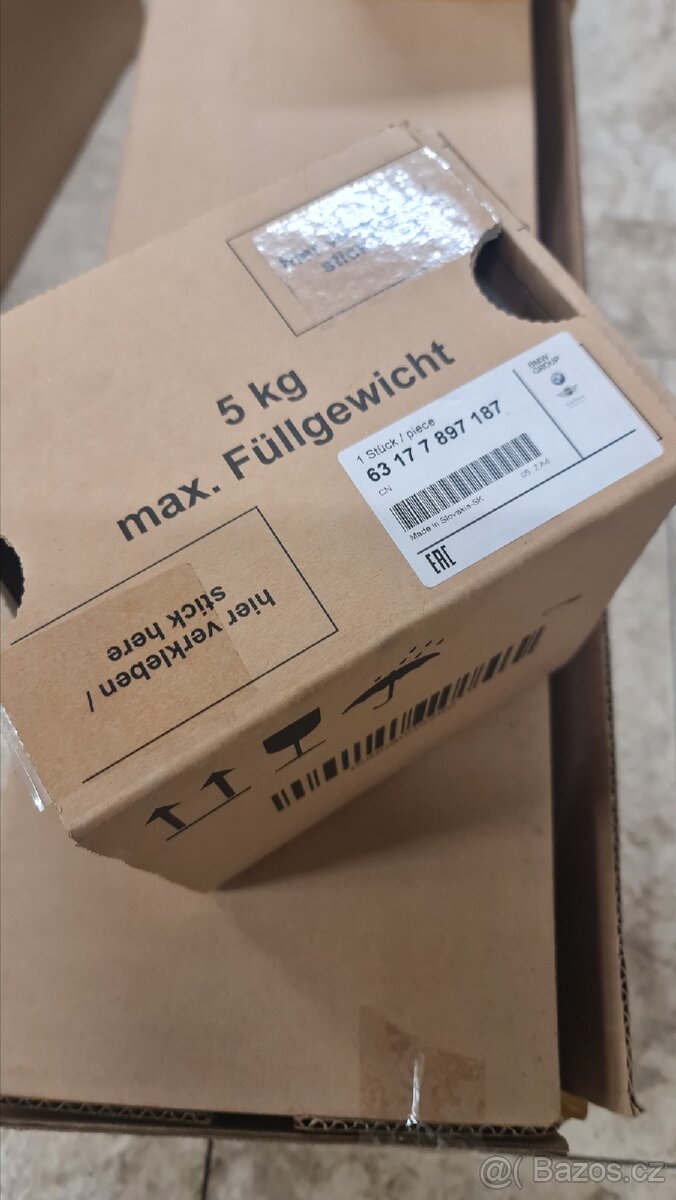 5 kg
max. Füllgewicht
1 Stück / piece
63 17 7 897 187
CN
05 ZA4
Made in Slovakia-SK
EAC
BMW
GROUP
hier verkleben /
stick here
@( Bazos.cz